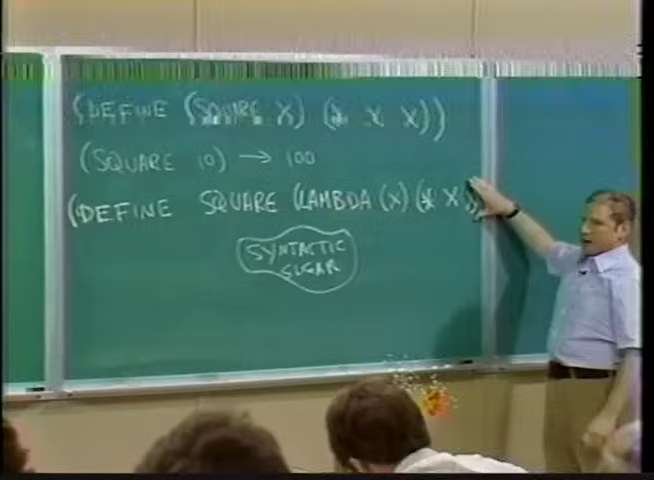 (DEFINE (SQUARE X) (* X X))
(SQUARE 10) → 100
(DEFINE SQUARE (LAMBDA (X) (* X
SYNTACTIC
SUGAR